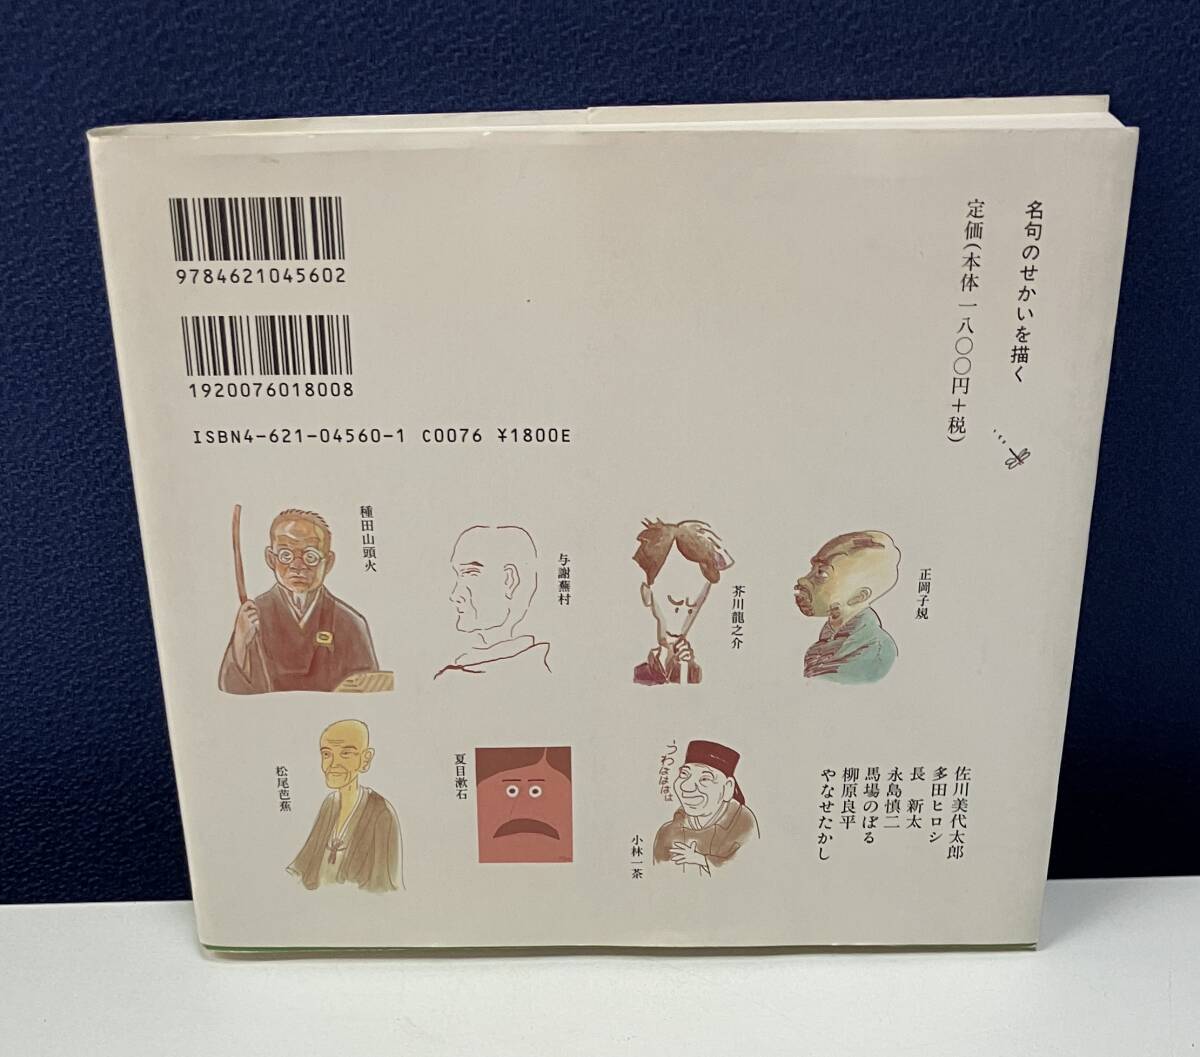 名句のせかいを描く
定価(本体一八〇〇円+税)
9784621045602
1920076018008
ISBN4-621-04560-1 C0076 ¥1800E
種田山頭火
与謝蕪村
芥川龍之介
正岡子規
松尾芭蕉
夏目漱石
うわはははは
小林一茶
佐川美代太郎
多田ヒロシ
長 新太
永島慎二
馬場のぼる
柳原良平
やなせたかし